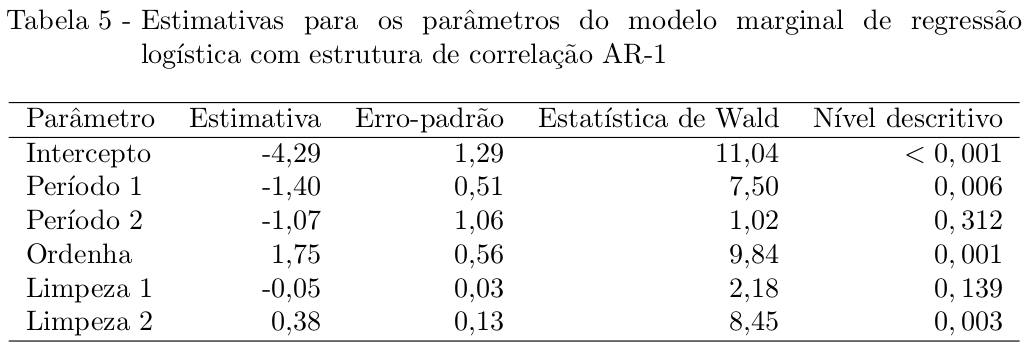 Tabela 5 - Estimativas para os parâmetros do modelo marginal de regressão
logística com estrutura de correlação AR-1
Parâmetro Estimativa Erro-padrão Estatística de Wald Nível descritivo
Intercepto -4,29 1,29 11,04 < 0, 001
Período 1 -1,40 0,51 7,50 0, 006
Período 2 -1,07 1,06 1,02 0, 312
Ordenha 1,75 0,56 9,84 0, 001
Limpeza 1 -0,05 0,03 2,18 0, 139
Limpeza 2 0,38 0,13 8,45 0, 003